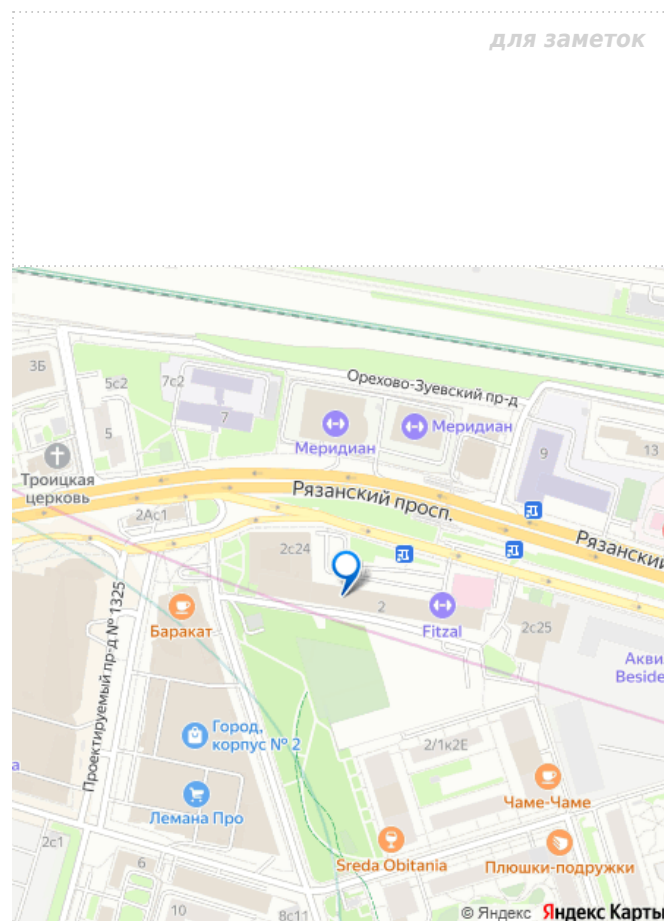 для заметок
Орехово-Зуевский пр-д
3Б
5с2
7с2
7
5
Меридиан
Меридиан
9
13
Троицкая
церковь
Рязанский просп.
2Ас1
Рязанский
2с24
2
Fitzal
2с25
Проектируемый пр-д № 1325
Баракат
Акви
Beside
Город,
корпус № 2
2/1к2Е
Чаме-Чаме
а
Лемана Про
2с1
Sreda Obitania
Плюшки-подружки
6
10
8с11
© Яндекс Яндекс Карты